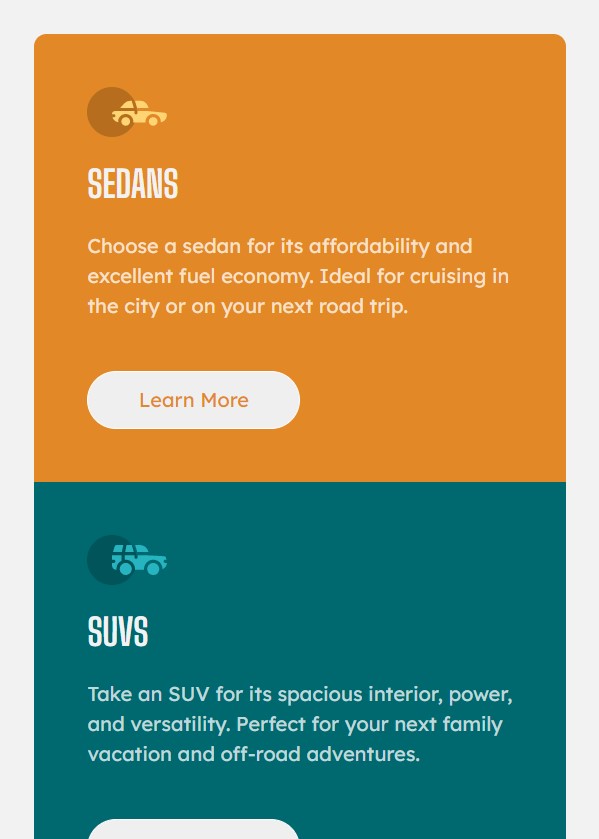 SEDANS
Choose a sedan for its affordability and
excellent fuel economy. Ideal for cruising in
the city or on your next road trip.
Learn More
SUVS
Take an SUV for its spacious interior, power,
and versatility. Perfect for your next family
vacation and off-road adventures.